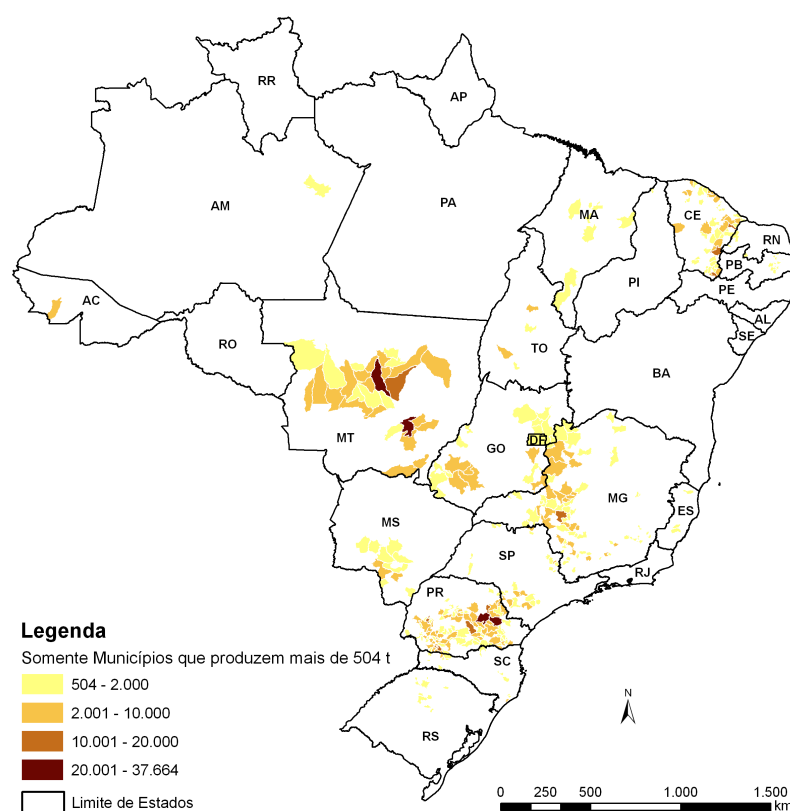 RR
AP
AM
PA
MA
CE
RN
PB
PE
PI
AC
AL
SE
TO
RO
BA
MT
GO
DF
MG
ES
MS
SP
RJ
PR
SC
RS
Legenda
Somente Municípios que produzem mais de 504 t
504 - 2.000
2.001 - 10.000
10.001 - 20.000
20.001 - 37.664
Limite de Estados
N
0 250 500 1.000 1.500
km